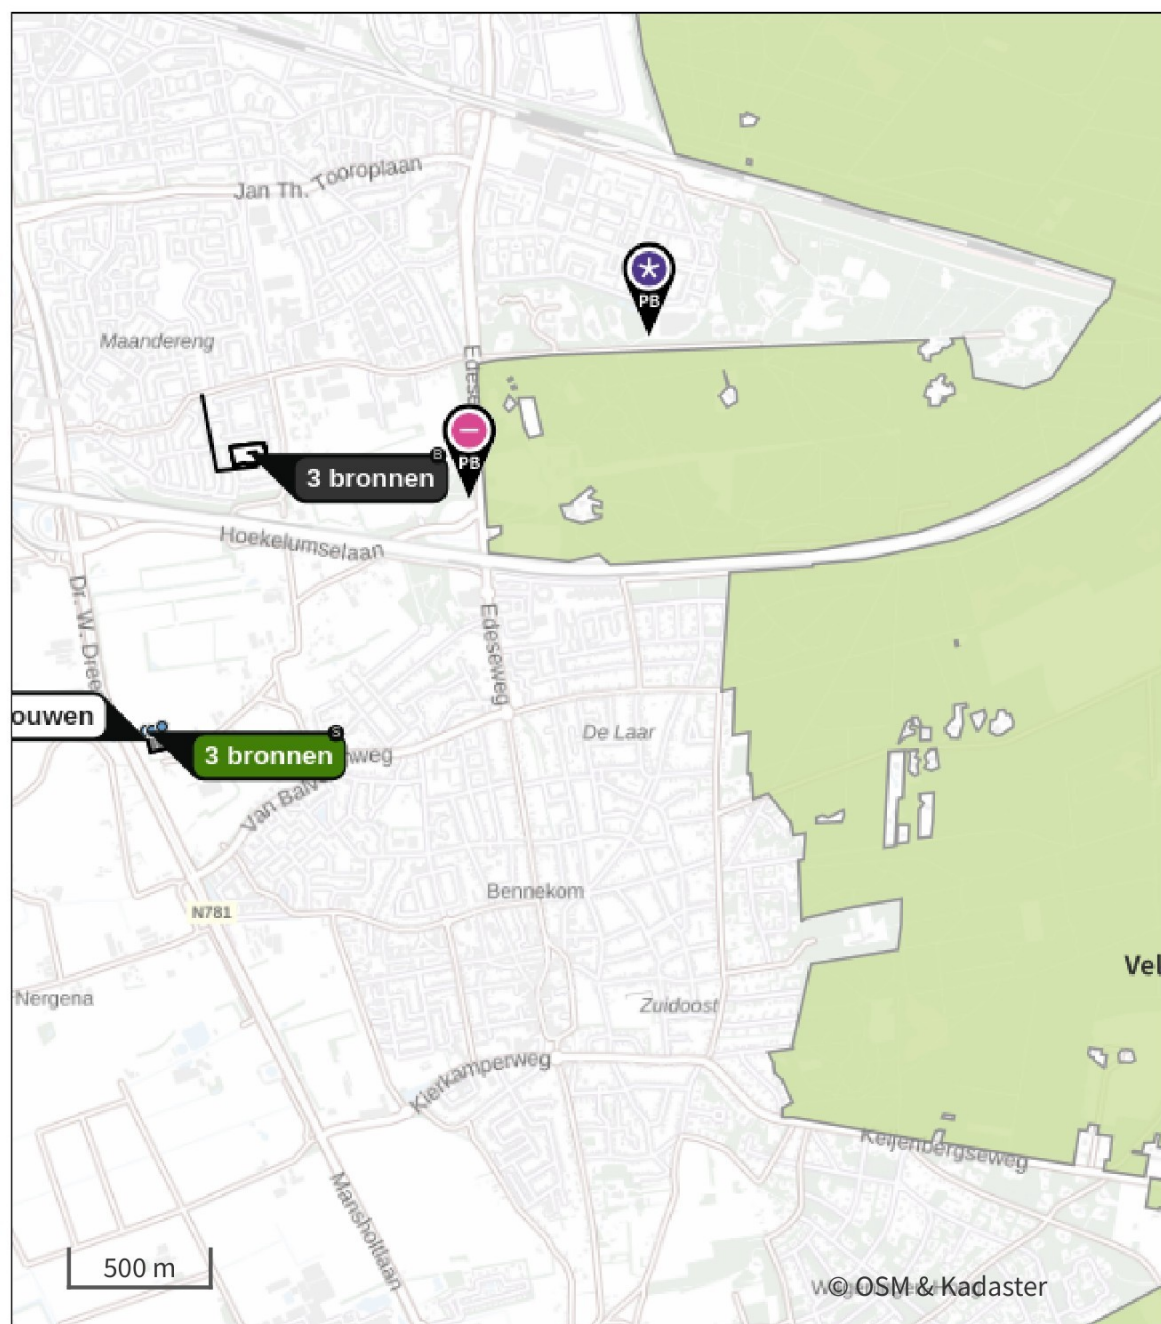 Jan Th. Tooroplaan
PB
Maandereng
Edes
PB
B
3 bronnen
Hoekelumselaan
Dr. W. Dree
Edeseweg
ouwen
S
3 bronnen
nweg
De Laar
Van Balv
Bennekom
N781
Vel
Nergena
Zuidoost
Kierkamperweg
Keijenbergseweg
Mansholtlaan
500 m
© OSM & Kadaster